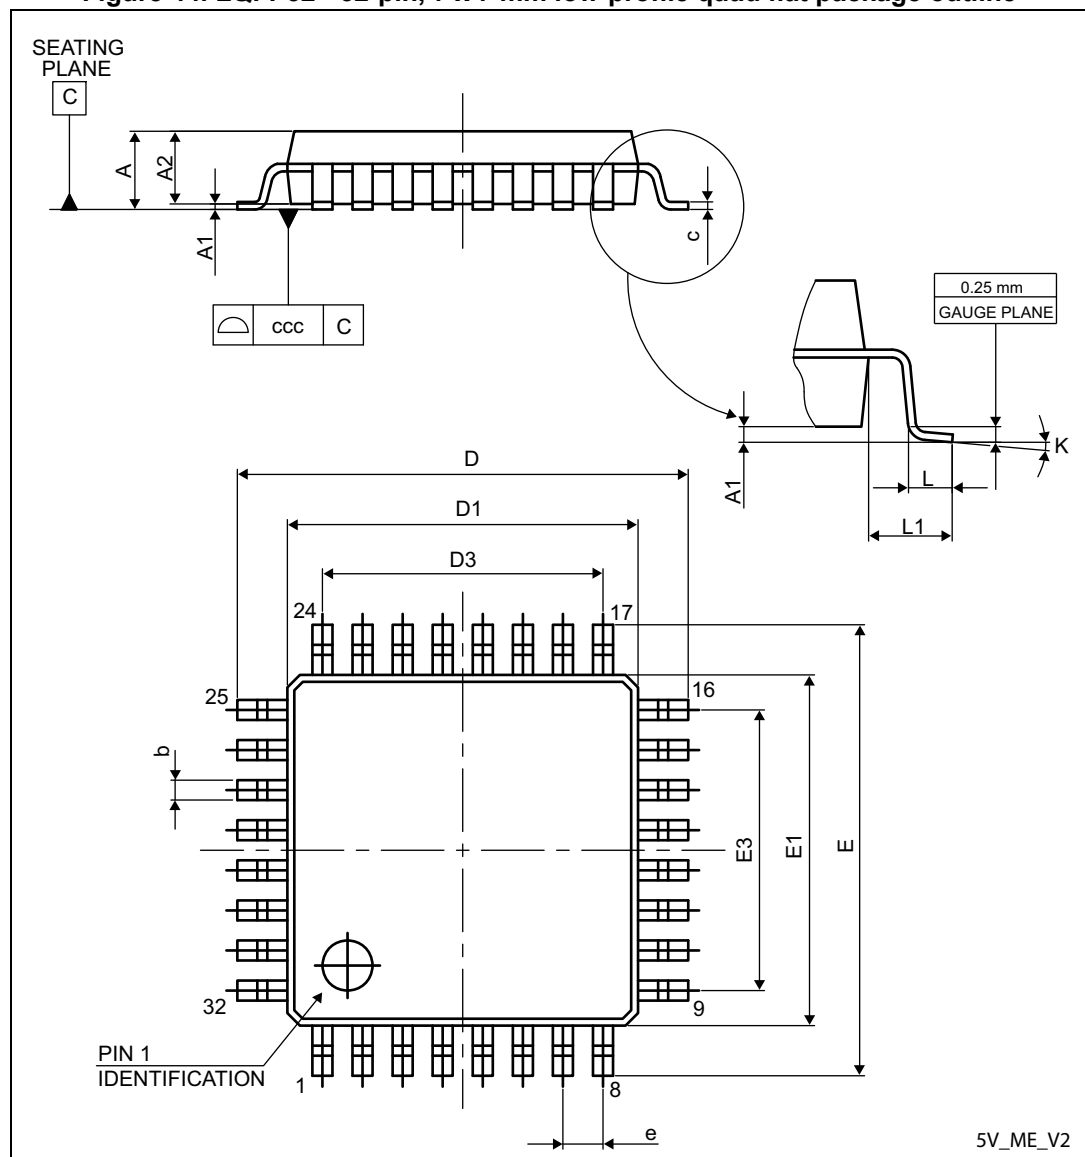 SEATING
PLANE
C
A
A2
A1
c
ccc
C
0.25 mm
GAUGE PLANE
K
A1
L
L1
D
D1
D3
24
17
25
16
b
E3
E1
E
32
9
PIN 1
IDENTIFICATION
1
8
e
5V_ME_V2